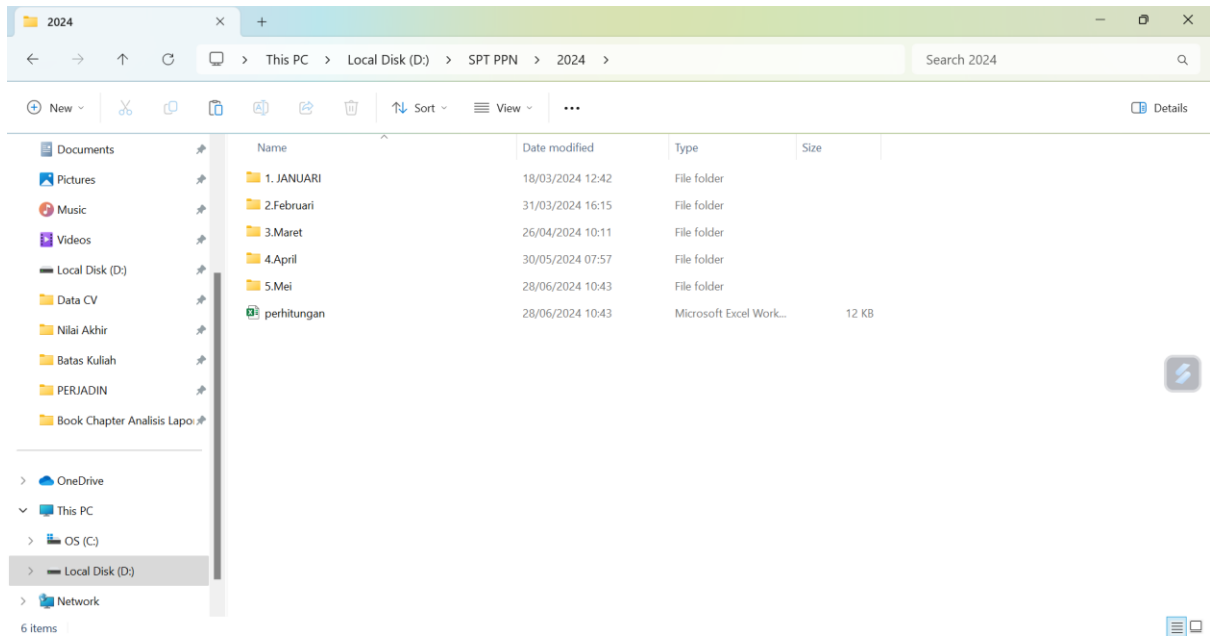 2024
This PC > Local Disk (D:) > SPT PPN > 2024 >
Search 2024
New
Sort
View
Details
Documents
Pictures
Music
Videos
Local Disk (D:)
Data CV
Nilai Akhir
Batas Kuliah
PERJADIN
Book Chapter Analisis Lapo
OneDrive
This PC
OS (C:)
Local Disk (D:)
Network
Name Date modified Type Size
1. JANUARI 18/03/2024 12:42 File folder
2.Februari 31/03/2024 16:15 File folder
3.Maret 26/04/2024 10:11 File folder
4.April 30/05/2024 07:57 File folder
5.Mei 28/06/2024 10:43 File folder
perhitungan 28/06/2024 10:43 Microsoft Excel Work... 12 KB
6 items